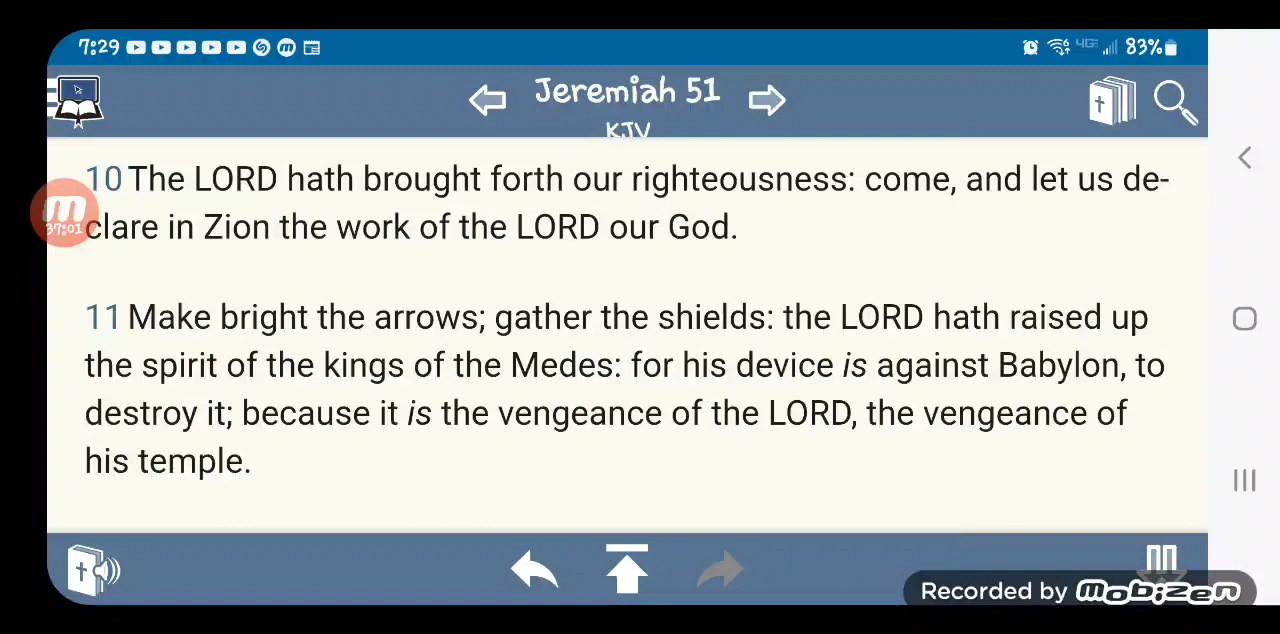 7:29 83%
4GE
Jeremiah 51
KJV
10 The LORD hath brought forth our righteousness: come, and let us de-
37:01
clare in Zion the work of the LORD our God.
11 Make bright the arrows; gather the shields: the LORD hath raised up
the spirit of the kings of the Medes: for his device is against Babylon, to
destroy it; because it is the vengeance of the LORD, the vengeance of
his temple.
Recorded by mobizen